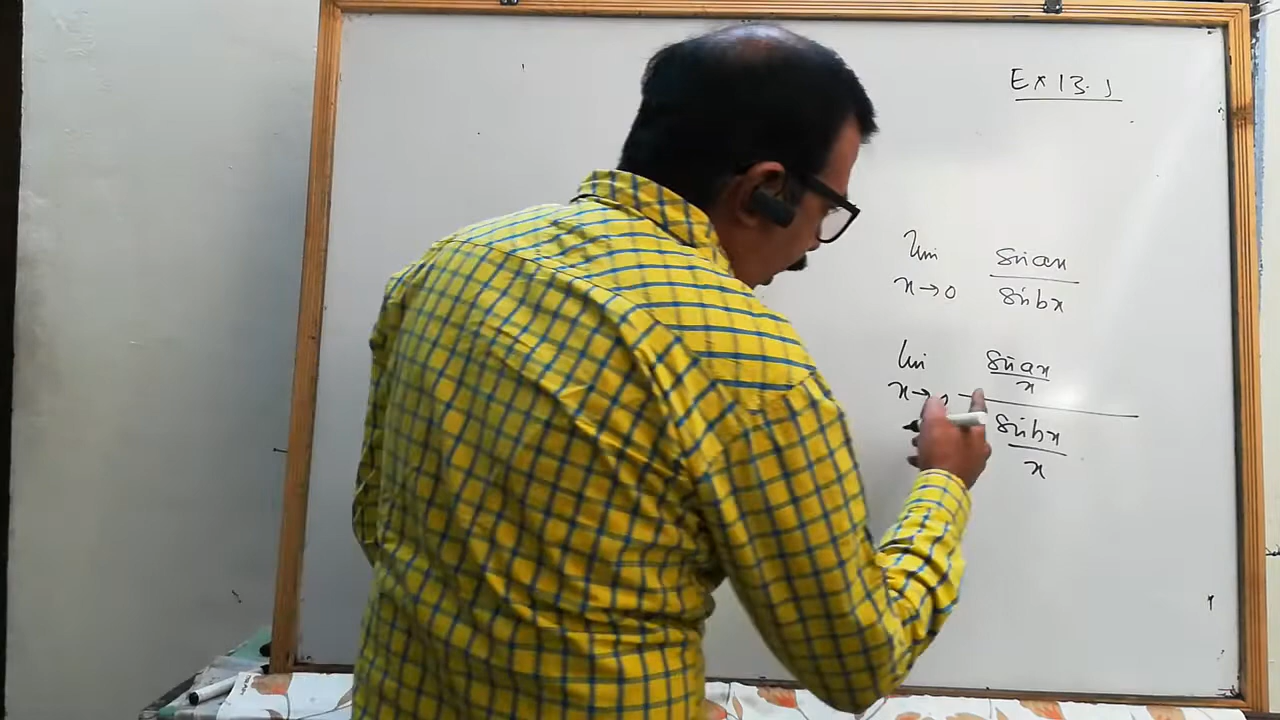 Ex 13.1
lim sin ax
x→0 sin bx
lim sin ax
x
x→
sin bx
x